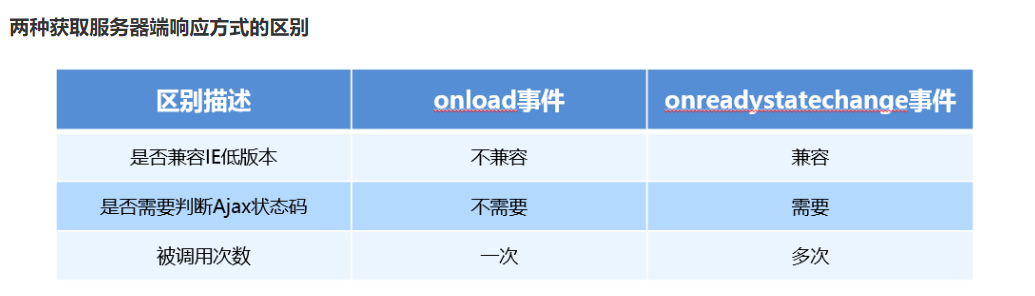 两种获取服务器端响应方式的区别
区别描述 onload事件 onreadystatechange事件
是否兼容IE低版本 不兼容 兼容
是否需要判断Ajax状态码 不需要 需要
被调用次数 一次 多次